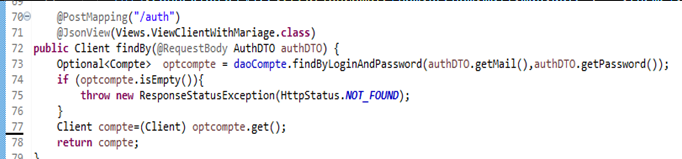 70 @PostMapping("/auth")
71 @JsonView(Views.ViewClientWithMariage.class)
72 public Client findBy(@RequestBody AuthDTO authDTO) {
73 Optional<Compte> optcompte = daoCompte.findByLoginAndPassword(authDTO.getMail(),authDTO.getPassword());
74 if (optcompte.isEmpty()){
75 throw new ResponseStatusException(HttpStatus.NOT_FOUND);
76 }
77 Client compte=(Client) optcompte.get();
78 return compte;
79 }